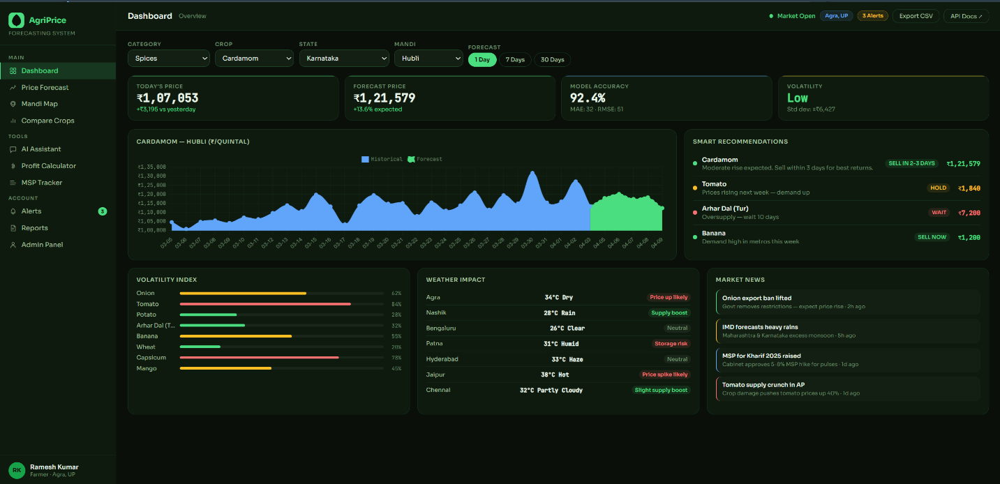 AgriPrice
FORECASTING SYSTEM
MAIN
Dashboard
Price Forecast
Mandi Map
Compare Crops
TOOLS
AI Assistant
Profit Calculator
MSP Tracker
ACCOUNT
Alerts 3
Reports
Admin Panel
RK Ramesh Kumar
Farmer · Agra, UP
Dashboard Overview
Market Open Agra, UP 3 Alerts Export CSV API Docs ↗
CATEGORY CROP STATE MANDI FORECAST
Spices Cardamom Karnataka Hubli 1 Day 7 Days 30 Days
TODAY'S PRICE
₹1,07,053
+₹3,195 vs yesterday
FORECAST PRICE
₹1,21,579
+13.6% expected
MODEL ACCURACY
92.4%
MAE: 32 · RMSE: 51
VOLATILITY
Low
Std dev: ±₹6,427
CARDAMOM — HUBLI (₹/QUINTAL)
Historical Forecast
₹1,35,000
₹1,30,000
₹1,25,000
₹1,20,000
₹1,15,000
₹1,10,000
₹1,05,000
₹1,00,000
03-05 03-06 03-07 03-08 03-09 03-10 03-11 03-12 03-13 03-14 03-15 03-16 03-17 03-18 03-19 03-20 03-21 03-22 03-23 03-24 03-25 03-26 03-27 03-28 03-29 03-30 03-31 04-01 04-02 04-03 04-05 04-06 04-07 04-08 04-09
SMART RECOMMENDATIONS
Cardamom
Moderate rise expected. Sell within 3 days for best returns.
SELL IN 2-3 DAYS ₹1,21,579
Tomato
Prices rising next week — demand up
HOLD ₹1,840
Arhar Dal (Tur)
Oversupply — wait 10 days
WAIT ₹7,200
Banana
Demand high in metros this week
SELL NOW ₹1,200
VOLATILITY INDEX
Onion 62%
Tomato 84%
Potato 28%
Arhar Dal (T... 32%
Banana 55%
Wheat 20%
Capsicum 78%
Mango 45%
WEATHER IMPACT
Agra 34°C Dry Price up likely
Nashik 28°C Rain Supply boost
Bengaluru 26°C Clear Neutral
Patna 31°C Humid Storage risk
Hyderabad 33°C Haze Neutral
Jaipur 38°C Hot Price spike likely
Chennai 32°C Partly Cloudy Slight supply boost
MARKET NEWS
Onion export ban lifted
Govt removes restrictions — expect price rise · 2h ago
IMD forecasts heavy rains
Maharashtra & Karnataka excess monsoon · 5h ago
MSP for Kharif 2025 raised
Cabinet approves 5-8% MSP hike for pulses · 1d ago
Tomato supply crunch in AP
Crop damage pushes tomato prices up 40% · 1d ago